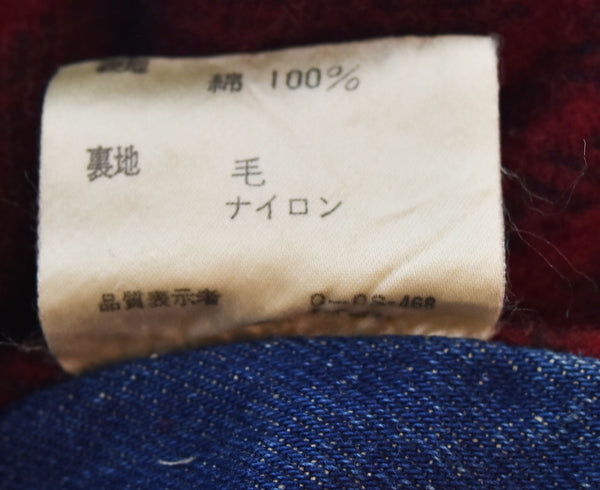 綿 100%
裏地 毛
ナイロン
品質表示者